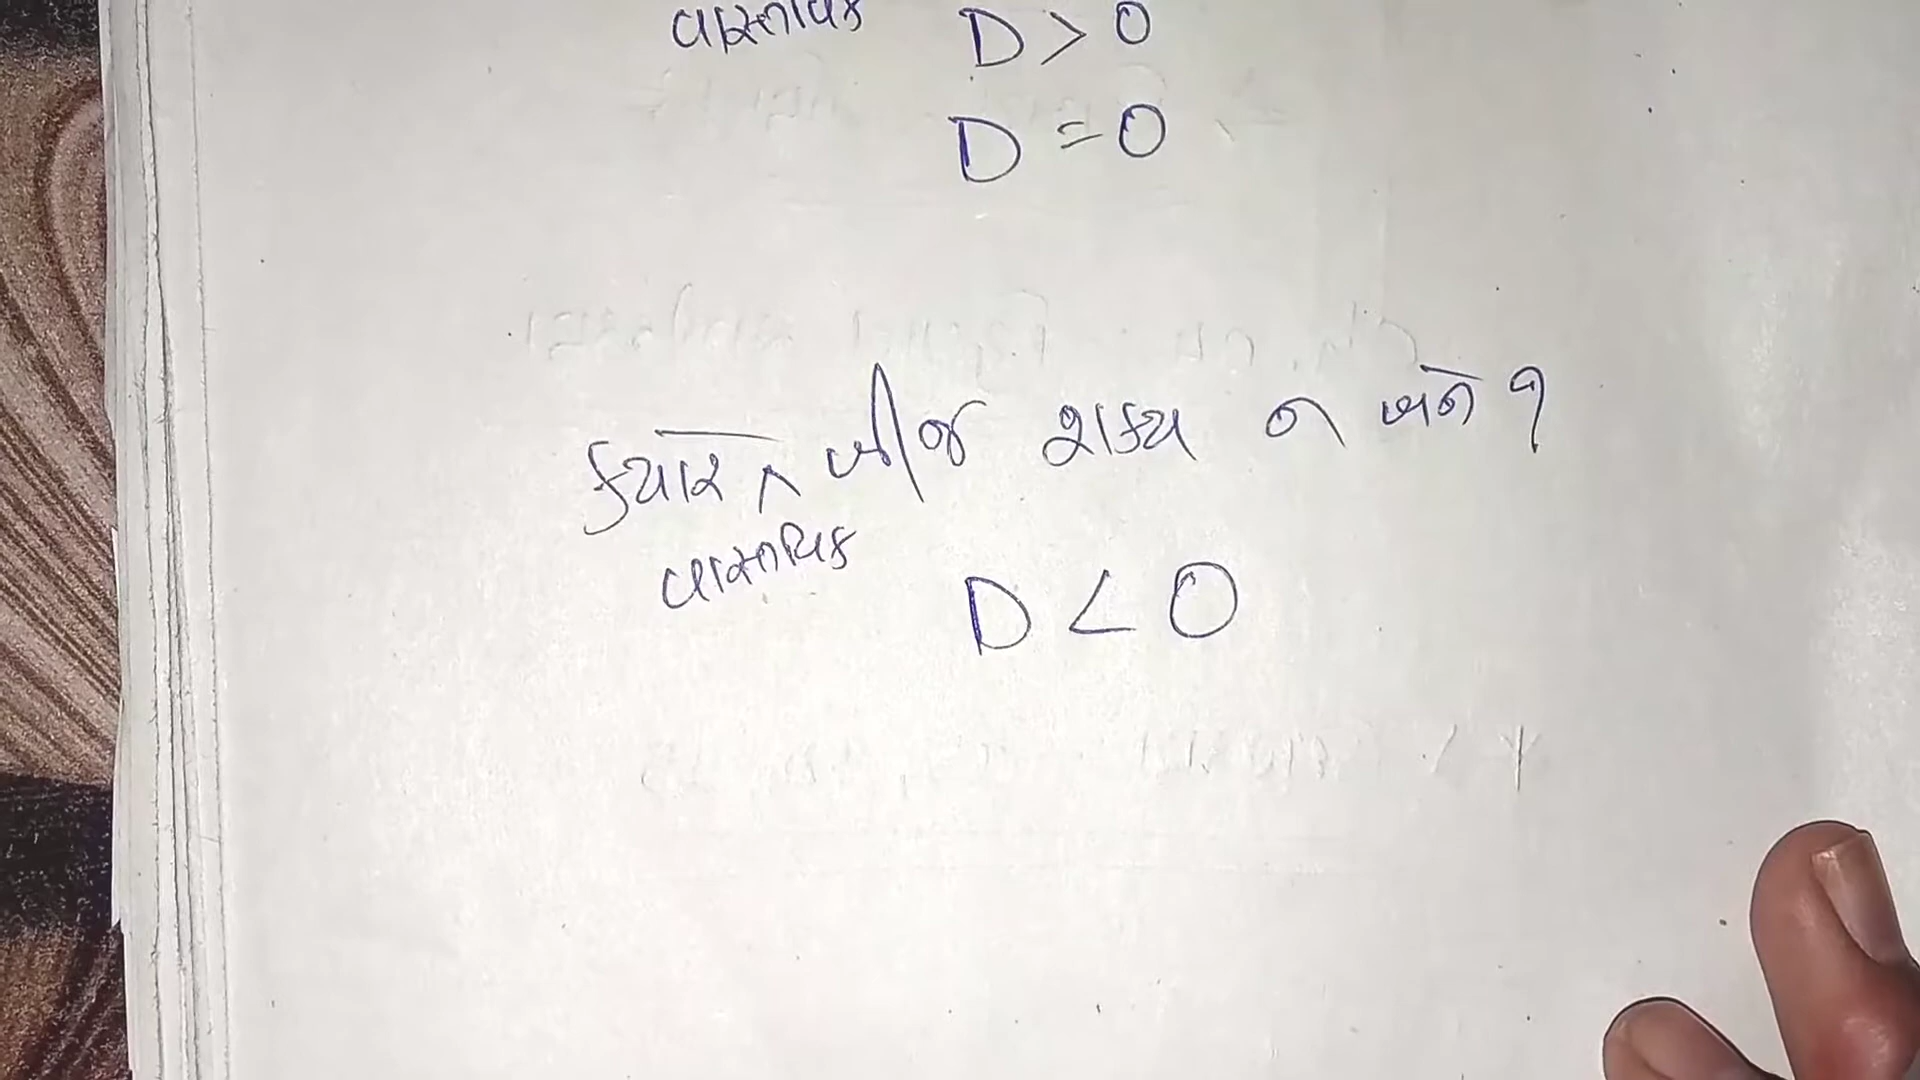 વાસ્તવિક D > 0
D = 0
ક્યારે ^ બીજ શક્ય ન બને ?
વાસ્તવિક
D < 0